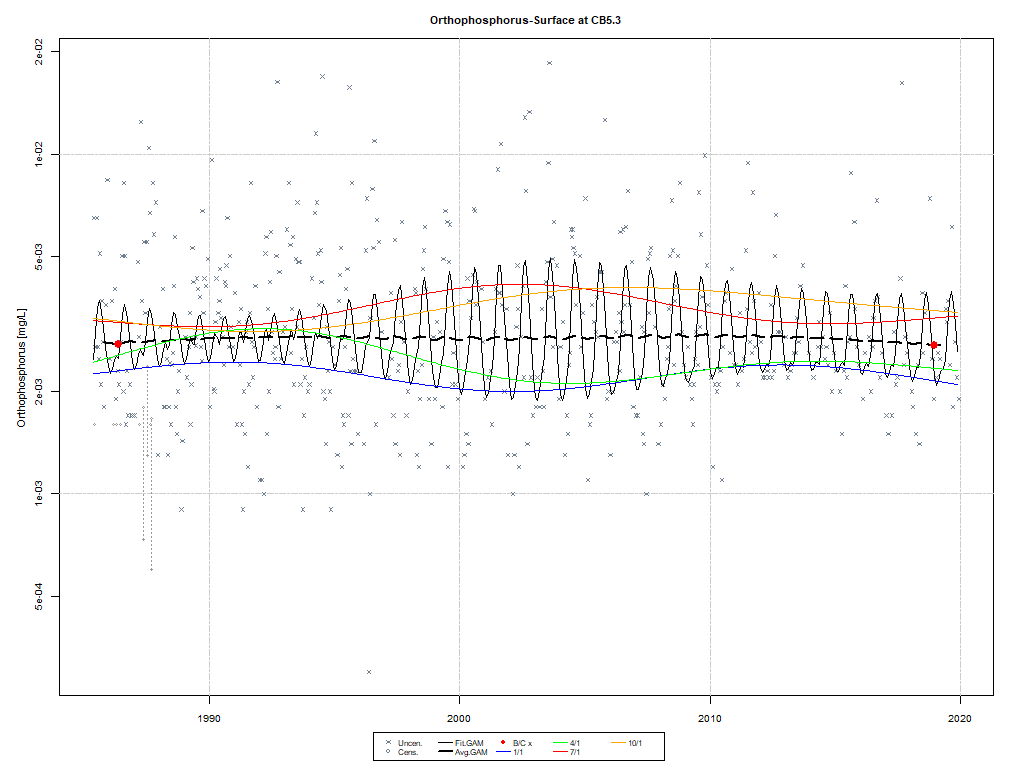 Orthophosphorus-Surface at CB5.3
2e-02
1e-02
5e-03
2e-03
1e-03
5e-04
Orthophosphorus [mg/L]
1990 2000 2010 2020
Uncen. Fit.GAM B/C x 4/1 10/1
Cens. Avg.GAM 1/1 7/1